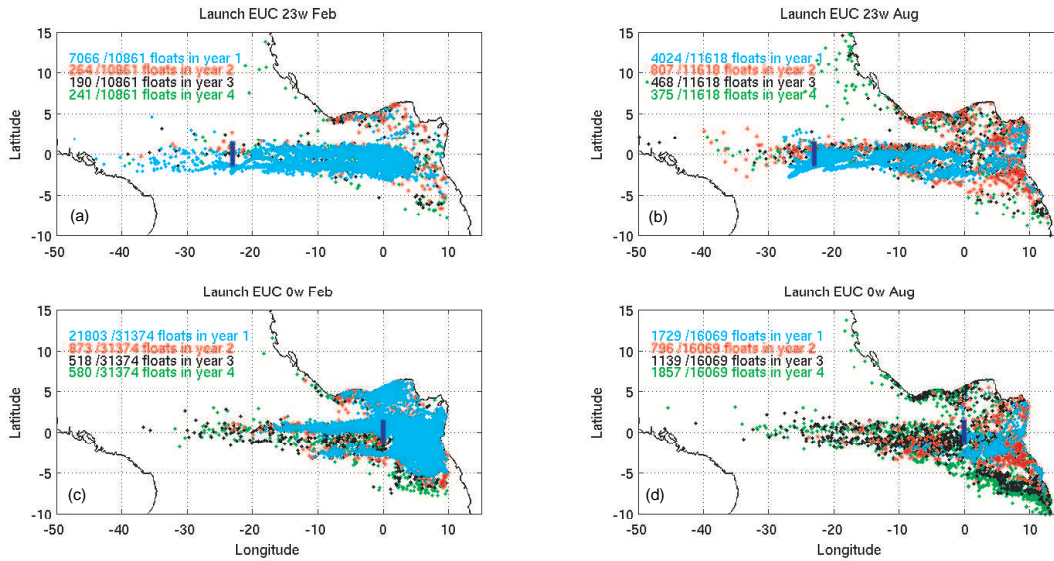 Launch EUC 23w Feb
15
10
5
0
-5
-10
Latitude
7066 /10861 floats in year 1
264 /10861 floats in year 2
190 /10861 floats in year 3
241 /10861 floats in year 4
(a)
-50 -40 -30 -20 -10 0 10
Launch EUC 23w Aug
15
10
5
0
-5
-10
Latitude
4024 /11618 floats in year 1
807 /11618 floats in year 2
468 /11618 floats in year 3
375 /11618 floats in year 4
(b)
-50 -40 -30 -20 -10 0 10
Launch EUC 0w Feb
15
10
5
0
-5
-10
Latitude
21803 /31374 floats in year 1
873 /31374 floats in year 2
518 /31374 floats in year 3
580 /31374 floats in year 4
(c)
-50 -40 -30 -20 -10 0 10
Longitude
Launch EUC 0w Aug
15
10
5
0
-5
-10
Latitude
1729 /16069 floats in year 1
796 /16069 floats in year 2
1139 /16069 floats in year 3
1857 /16069 floats in year 4
(d)
-50 -40 -30 -20 -10 0 10
Longitude